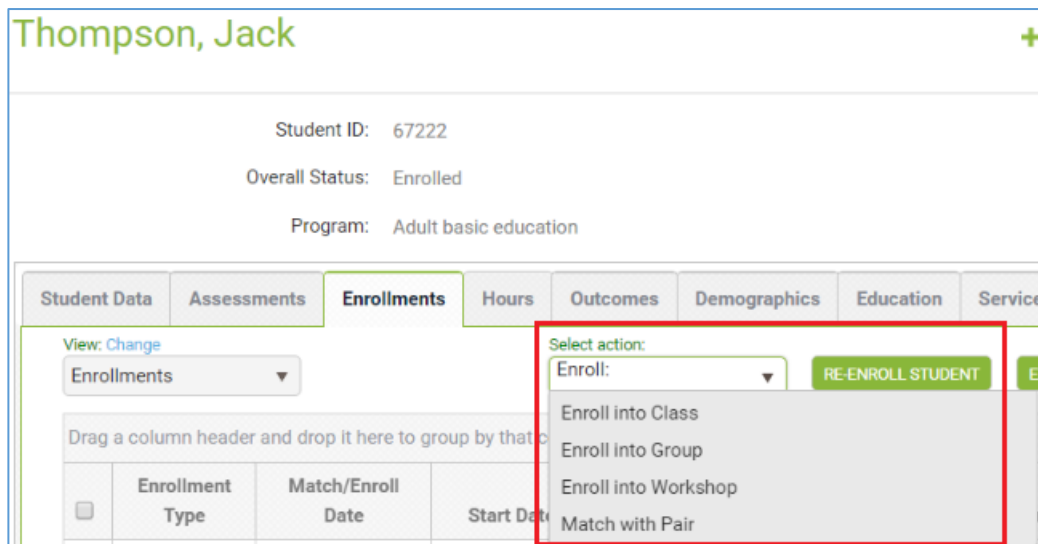 Thompson, Jack
Student ID: 67222
Overall Status: Enrolled
Program: Adult basic education
Student Data Assessments Enrollments Hours Outcomes Demographics Education Service
View: Change
Select action:
Enrollments
Enroll:
RE-ENROLL STUDENT
E
Enroll into Class
Enroll into Group
Enroll into Workshop
Match with Pair
Drag a column header and drop it here to group by that c
Enrollment
Type
Match/Enroll
Date
Start Date